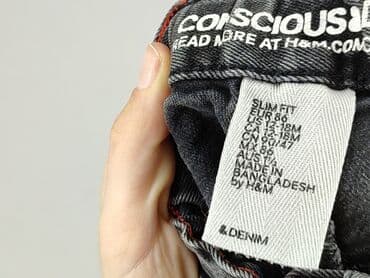 CONSCIOUS
READ MORE AT H&M.COM
SLIM FIT
EUR 86
US 12-18M
CA 12-18M
CN 80/47
MX 86
AUS 1½
MADE IN
BANGLADESH
by H&M
&DENIM